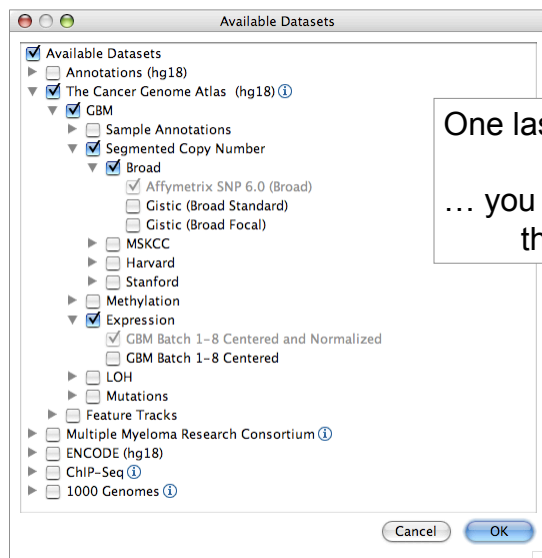 Available Datasets
Available Datasets
Annotations (hg18)
The Cancer Genome Atlas (hg18)
GBM
Sample Annotations
Segmented Copy Number
Broad
Affymetrix SNP 6.0 (Broad)
Gistic (Broad Standard)
Gistic (Broad Focal)
MSKCC
Harvard
Stanford
Methylation
Expression
GBM Batch 1-8 Centered and Normalized
GBM Batch 1-8 Centered
LOH
Mutations
Feature Tracks
Multiple Myeloma Research Consortium
ENCODE (hg18)
ChIP-Seq
1000 Genomes
Cancel OK
One
… you